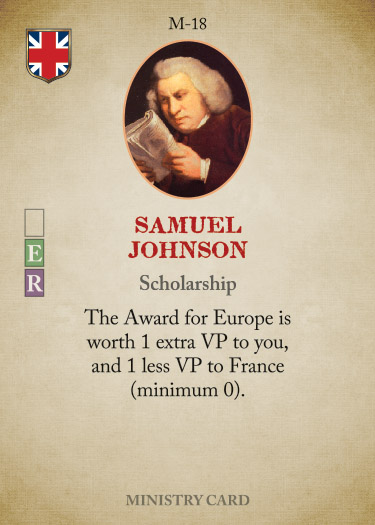 M-18
E
R
SAMUEL
JOHNSON
Scholarship
The Award for Europe is
worth 1 extra VP to you,
and 1 less VP to France
(minimum 0).
MINISTRY CARD